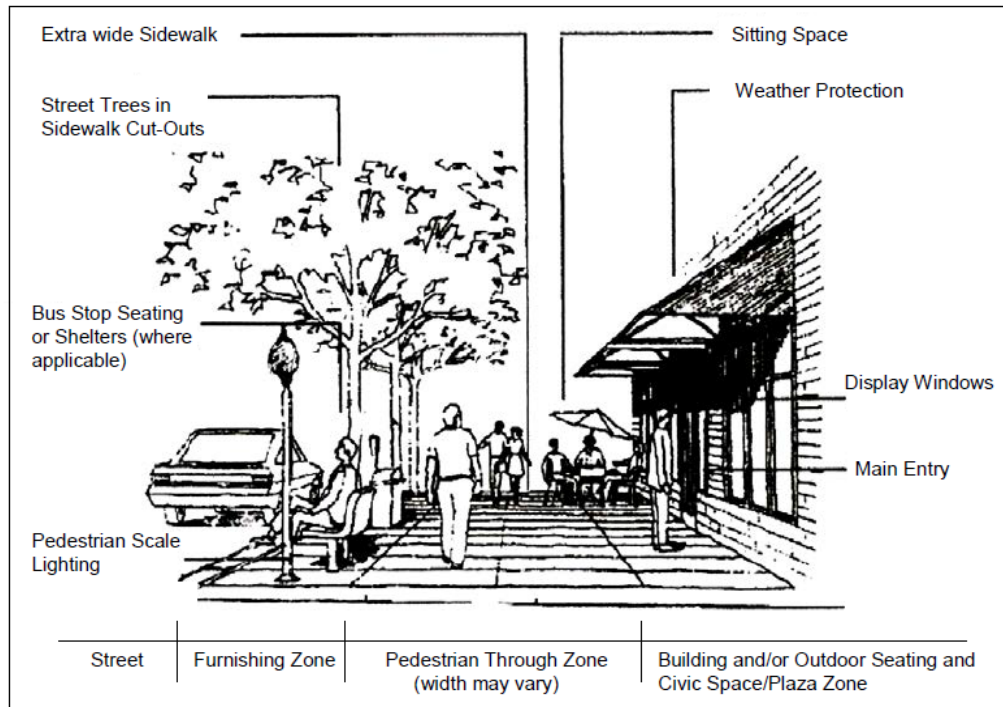 Extra wide Sidewalk
Sitting Space
Street Trees in
Sidewalk Cut-Outs
Weather Protection
Bus Stop Seating
or Shelters (where
applicable)
Display Windows
Main Entry
Pedestrian Scale
Lighting
Street
Furnishing Zone
Pedestrian Through Zone
(width may vary)
Building and/or Outdoor Seating and
Civic Space/Plaza Zone